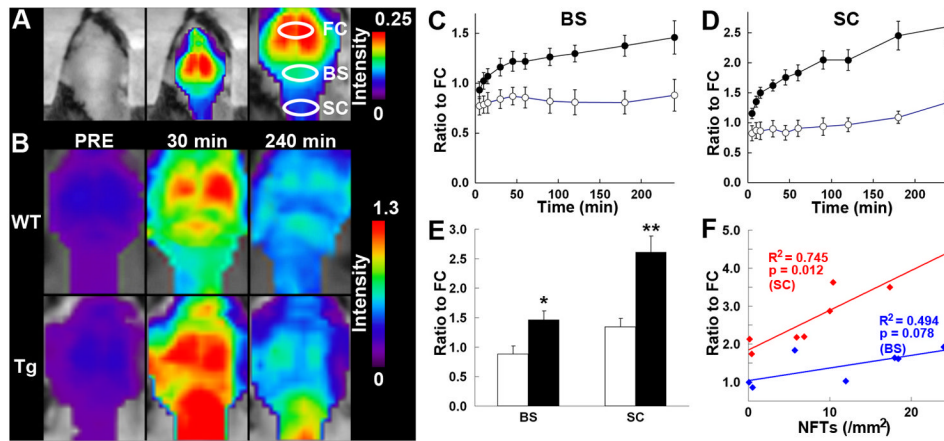 A
FC
BS
SC
0.25
Intensity
0
B
PRE 30 min 240 min
WT
Tg
1.3
Intensity
0
C BS
Ratio to FC
2.0
1.5
1.0
0.5
0.0
0 50 100 150 200
Time (min)
D SC
Ratio to FC
2.5
2.0
1.5
1.0
0.5
0.0
0 50 100 150 200
Time (min)
E
Ratio to FC
3.0
2.5
2.0
1.5
1.0
0.5
0.0
*
**
BS SC
F
Ratio to FC
5.0
4.0
3.0
2.0
1.0
R² = 0.745
p = 0.012
(SC)
R² = 0.494
p = 0.078
(BS)
0 10 20
NFTs (/mm²)